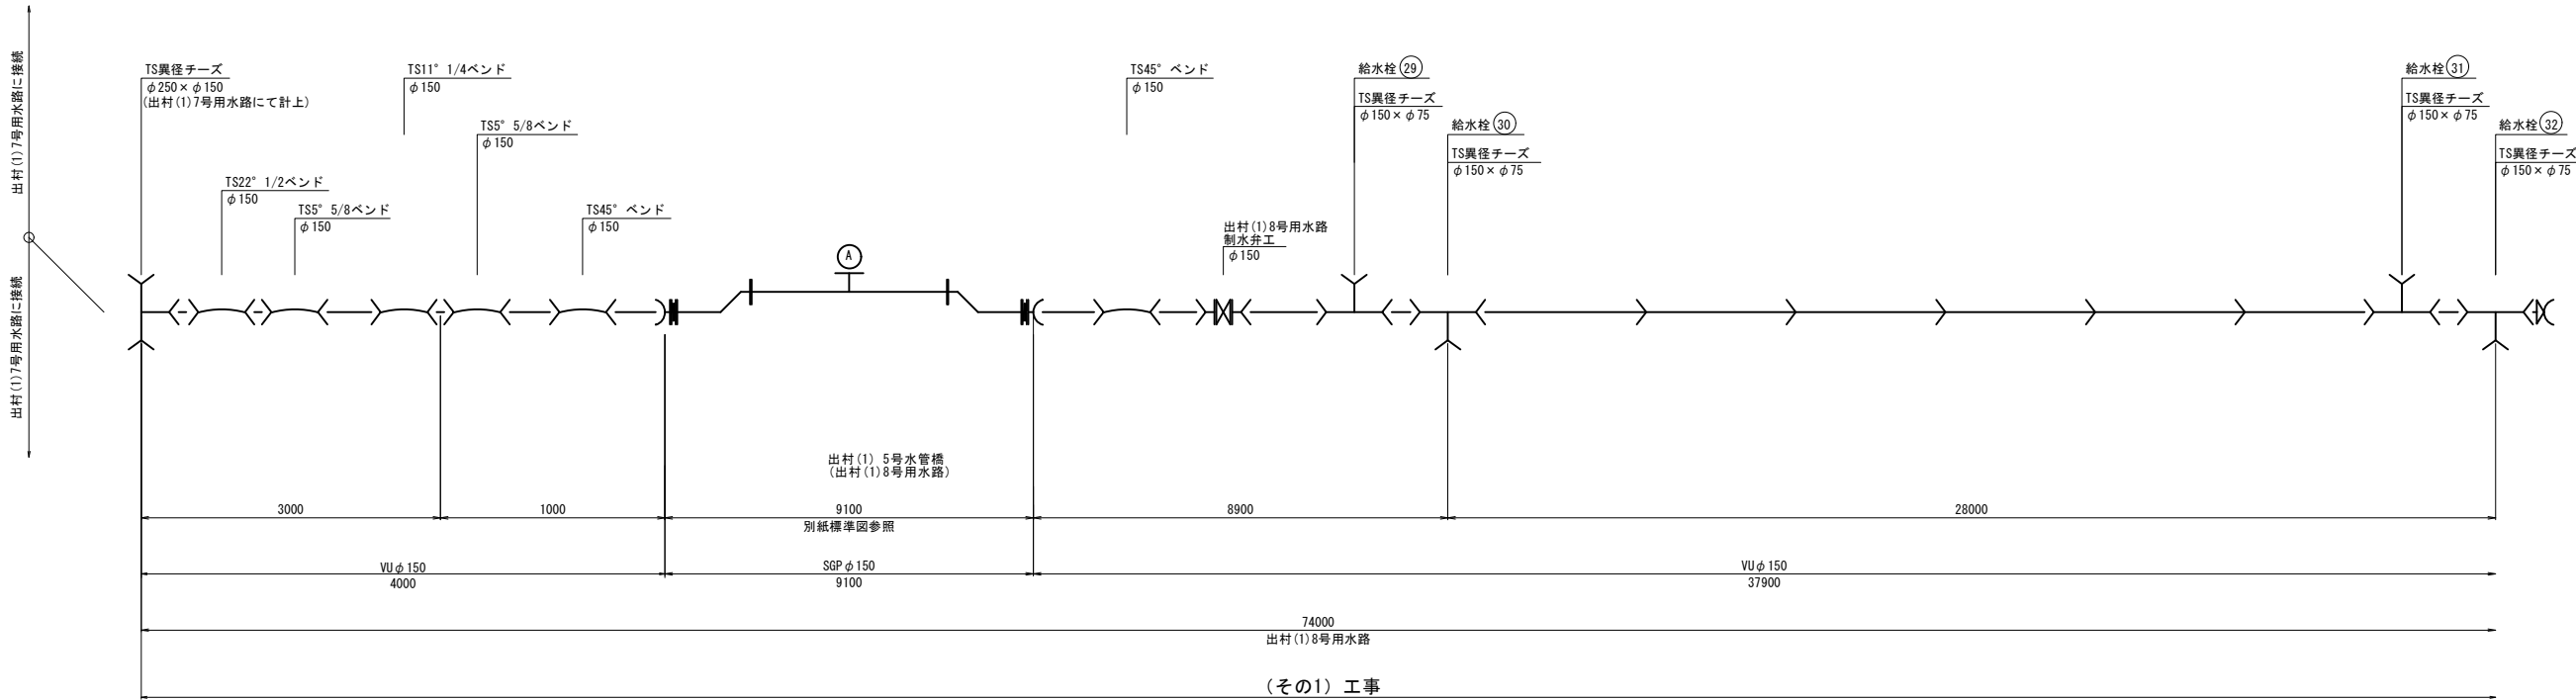 出村(1)7号用水路に接続
出村(1)7号用水路に接続
TS異径チーズ
φ250×φ150
(出村(1)7号用水路にて計上)
TS22°1/2ベンド
φ150
TS5°5/8ベンド
φ150
TS11°1/4ベンド
φ150
TS5°5/8ベンド
φ150
TS45°ベンド
φ150
A
TS45°ベンド
φ150
出村(1)8号用水路
制水弁工
φ150
給水栓 29
TS異径チーズ
φ150×φ75
給水栓 30
TS異径チーズ
φ150×φ75
給水栓 31
TS異径チーズ
φ150×φ75
給水栓 32
TS異径チーズ
φ150×φ75
出村(1) 5号水管橋
(出村(1)8号用水路)
3000
1000
9100
別紙標準図参照
8900
28000
VUφ150
4000
SGPφ150
9100
VUφ150
37900
74000
出村(1)8号用水路
(その1) 工事